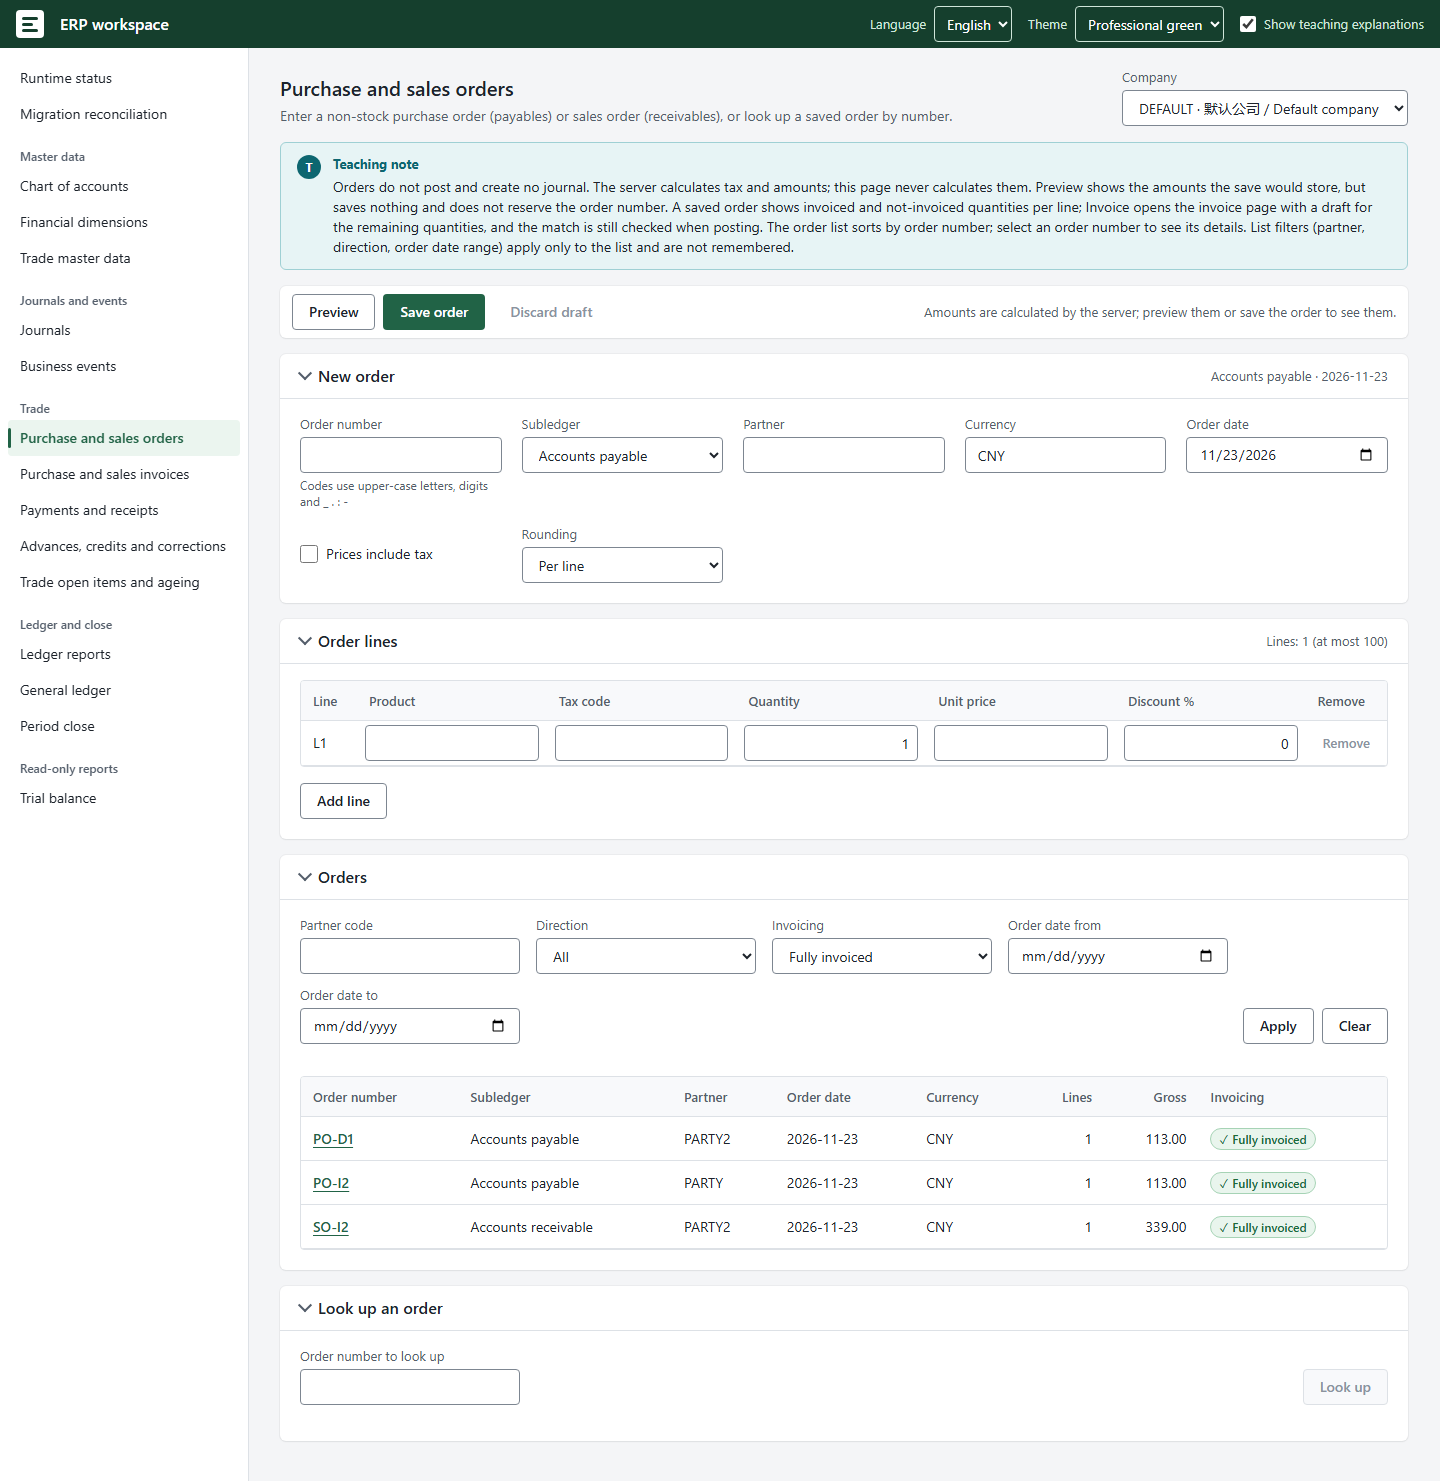 ERP workspace
Language English Theme Professional green Show teaching explanations
Runtime status
Migration reconciliation
Master data
Chart of accounts
Financial dimensions
Trade master data
Journals and events
Journals
Business events
Trade
Purchase and sales orders
Purchase and sales invoices
Payments and receipts
Advances, credits and corrections
Trade open items and ageing
Ledger and close
Ledger reports
General ledger
Period close
Read-only reports
Trial balance
Purchase and sales orders
Enter a non-stock purchase order (payables) or sales order (receivables), or look up a saved order by number.
Company
DEFAULT · 默认公司 / Default company
T
Teaching note
Orders do not post and create no journal. The server calculates tax and amounts; this page never calculates them. Preview shows the amounts the save would store, but
saves nothing and does not reserve the order number. A saved order shows invoiced and not-invoiced quantities per line; Invoice opens the invoice page with a draft for
the remaining quantities, and the match is still checked when posting. The order list sorts by order number; select an order number to see its details. List filters (partner,
direction, order date range) apply only to the list and are not remembered.
Preview Save order Discard draft Amounts are calculated by the server; preview them or save the order to see them.
New order Accounts payable · 2026-11-23
Order number Subledger Partner Currency Order date
Accounts payable CNY 11/23/2026
Codes use upper-case letters, digits
and _ . : -
Rounding
Prices include tax Per line
Order lines Lines: 1 (at most 100)
Line Product Tax code Quantity Unit price Discount % Remove
L1 1 0 Remove
Add line
Orders
Partner code Direction Invoicing Order date from
All Fully invoiced mm/dd/yyyy
Order date to
mm/dd/yyyy Apply Clear
Order number Subledger Partner Order date Currency Lines Gross Invoicing
PO-D1 Accounts payable PARTY2 2026-11-23 CNY 1 113.00 ✓ Fully invoiced
PO-I2 Accounts payable PARTY 2026-11-23 CNY 1 113.00 ✓ Fully invoiced
SO-I2 Accounts receivable PARTY2 2026-11-23 CNY 1 339.00 ✓ Fully invoiced
Look up an order
Order number to look up
Look up